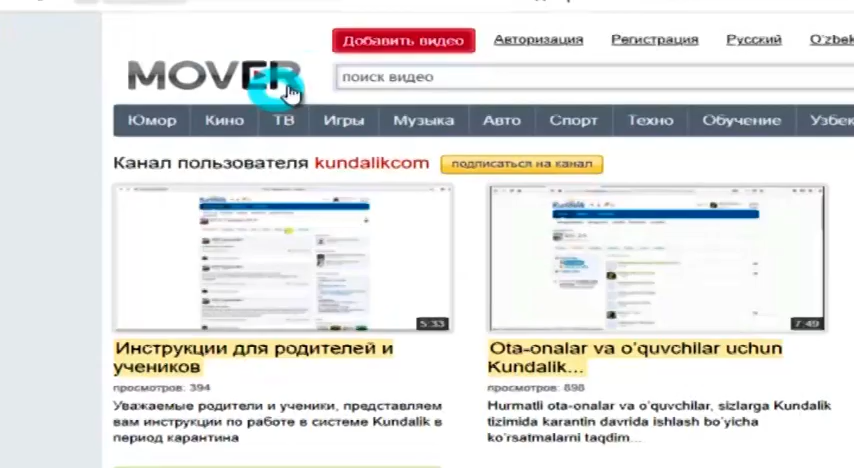 Добавить видео Авторизация Регистрация Русский O'zbek
MOVER
поиск видео
Юмор Кино ТВ Игры Музыка Авто Спорт Техно Обучение Узбек
Канал пользователя kundalikcom подписаться на канал
5:33 7:49
Инструкции для родителей и
учеников
просмотров: 394
Уважаемые родители и ученики, представляем
вам инструкции по работе в системе Kundalik в
период карантина
Ota-onalar va o'quvchilar uchun
Kundalik...
просмотров: 898
Hurmatli ota-onalar va o'quvchilar, sizlarga Kundalik
tizimida karantin davrida ishlash bo'yicha
ko'rsatmalarni taqdim...